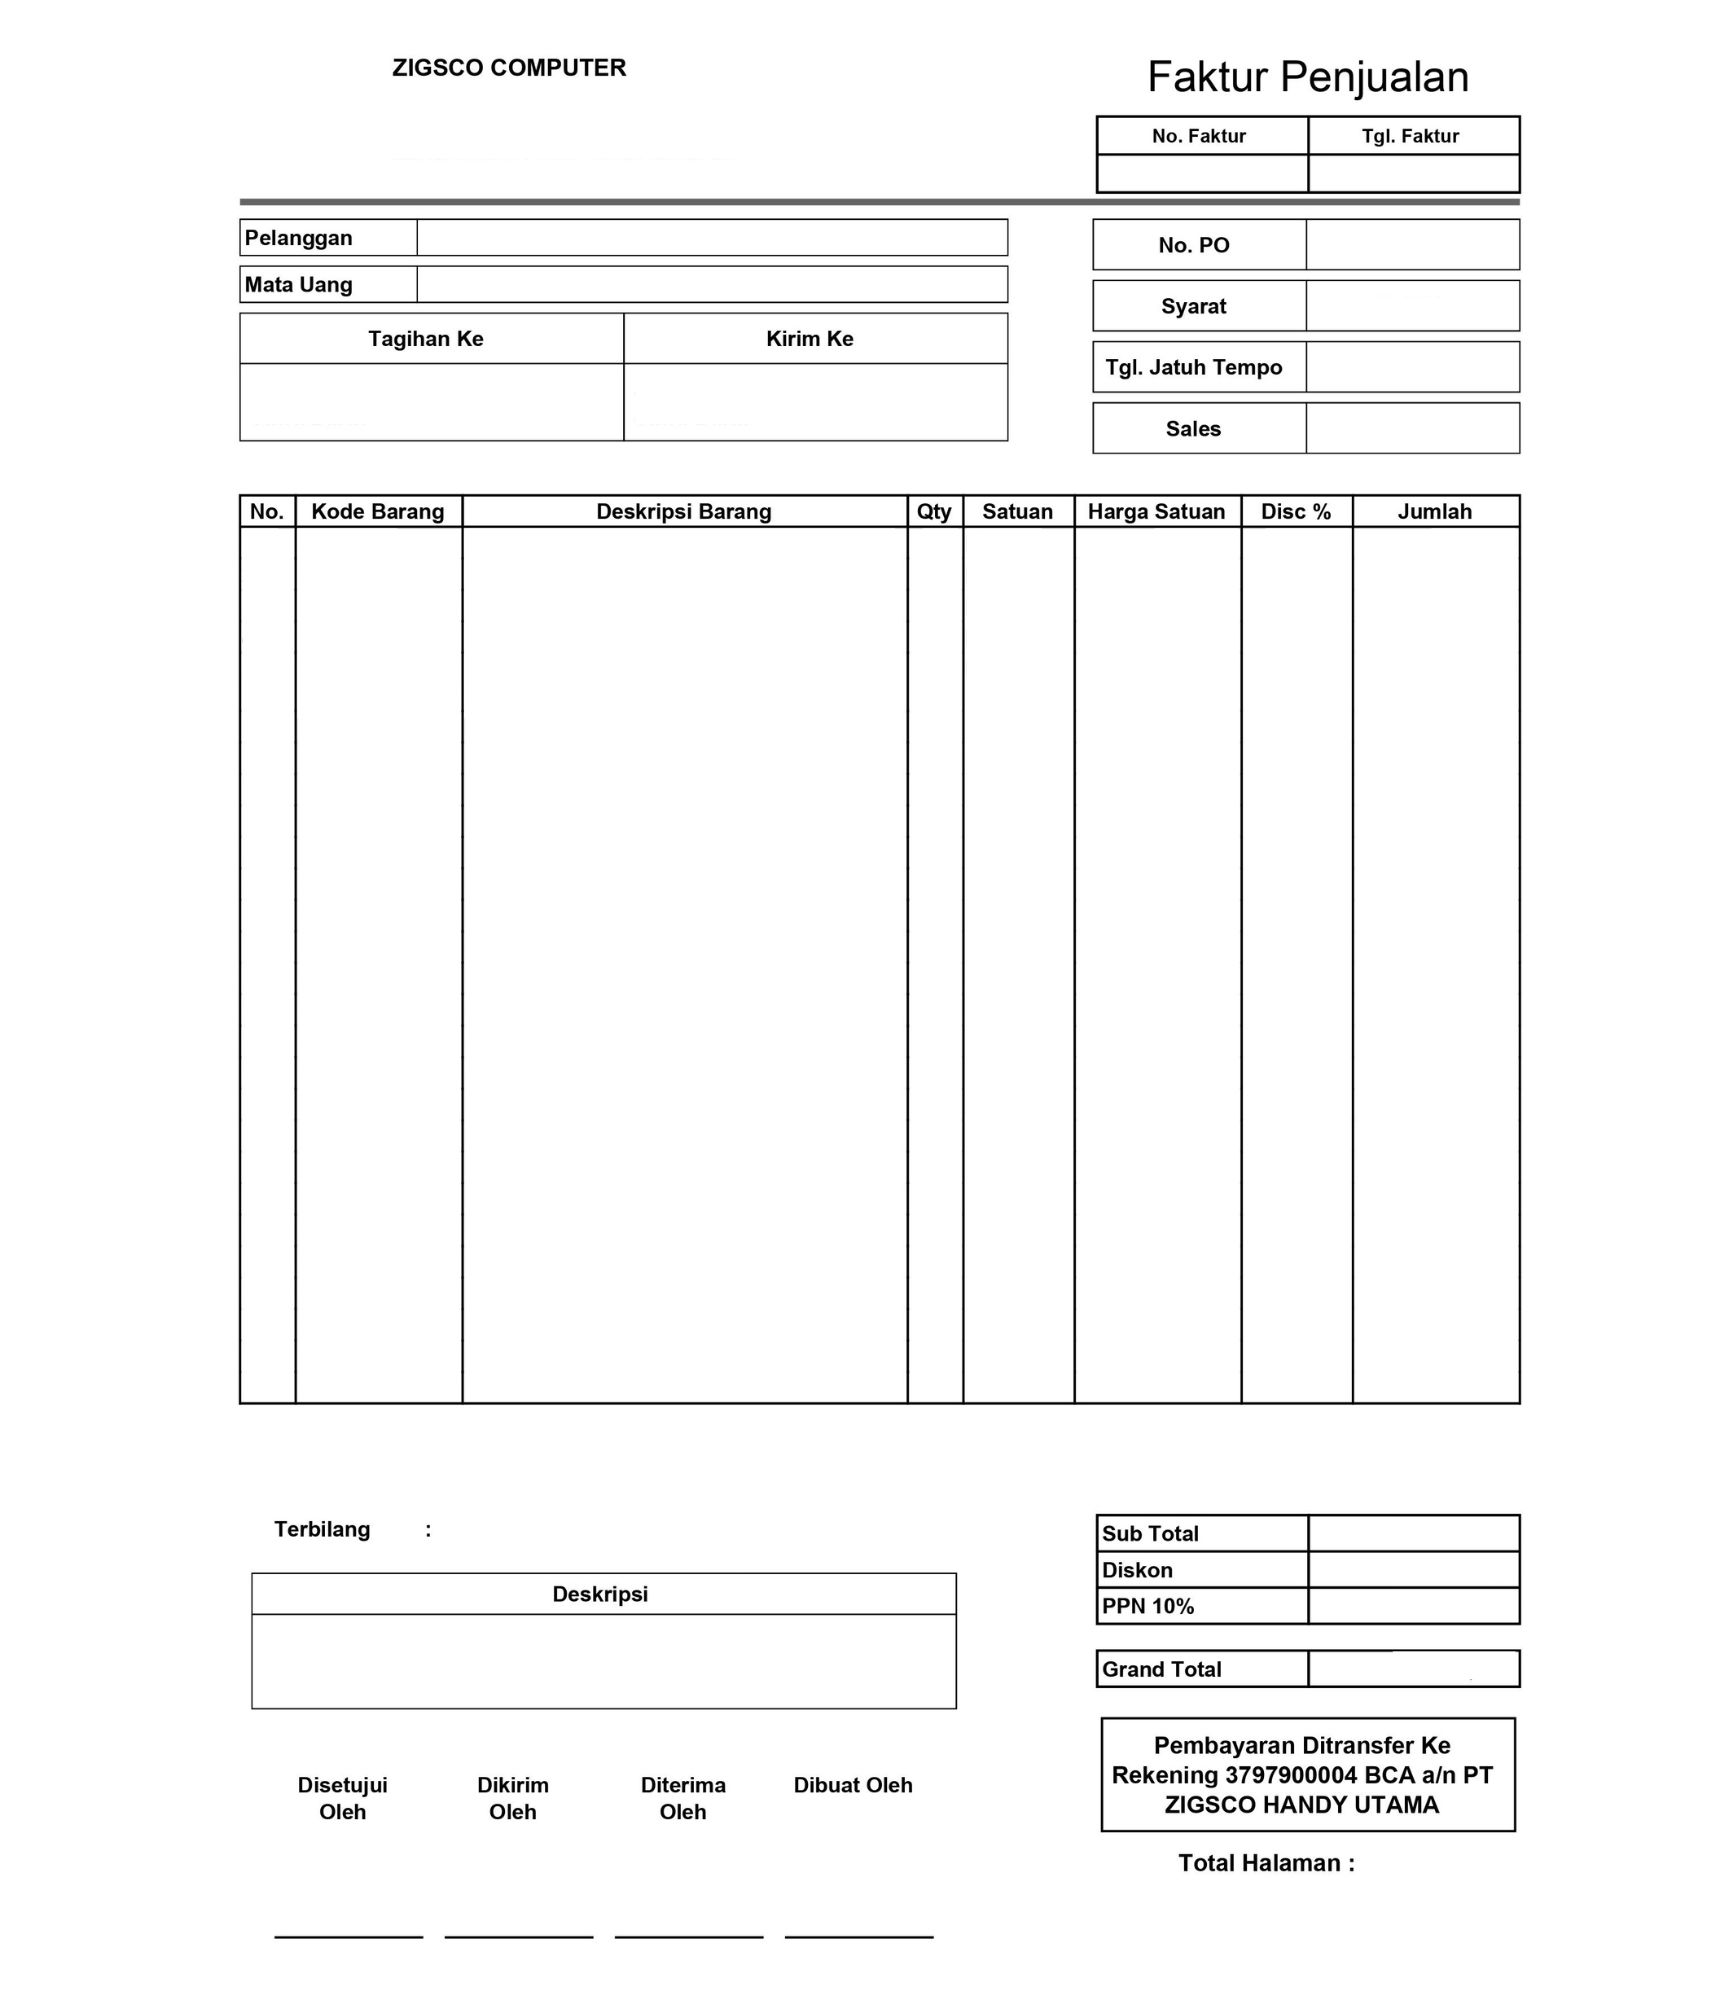 ZIGSCO COMPUTER
Faktur Penjualan
No. Faktur Tgl. Faktur
Pelanggan
Mata Uang
Tagihan Ke Kirim Ke
No. PO
Syarat
Tgl. Jatuh Tempo
Sales
No. Kode Barang Deskripsi Barang Qty Satuan Harga Satuan Disc % Jumlah
Terbilang :
Deskripsi
Sub Total
Diskon
PPN 10%
Grand Total
Disetujui Oleh
Dikirim Oleh
Diterima Oleh
Dibuat Oleh
Pembayaran Ditransfer Ke
Rekening 3797900004 BCA a/n PT
ZIGSCO HANDY UTAMA
Total Halaman :